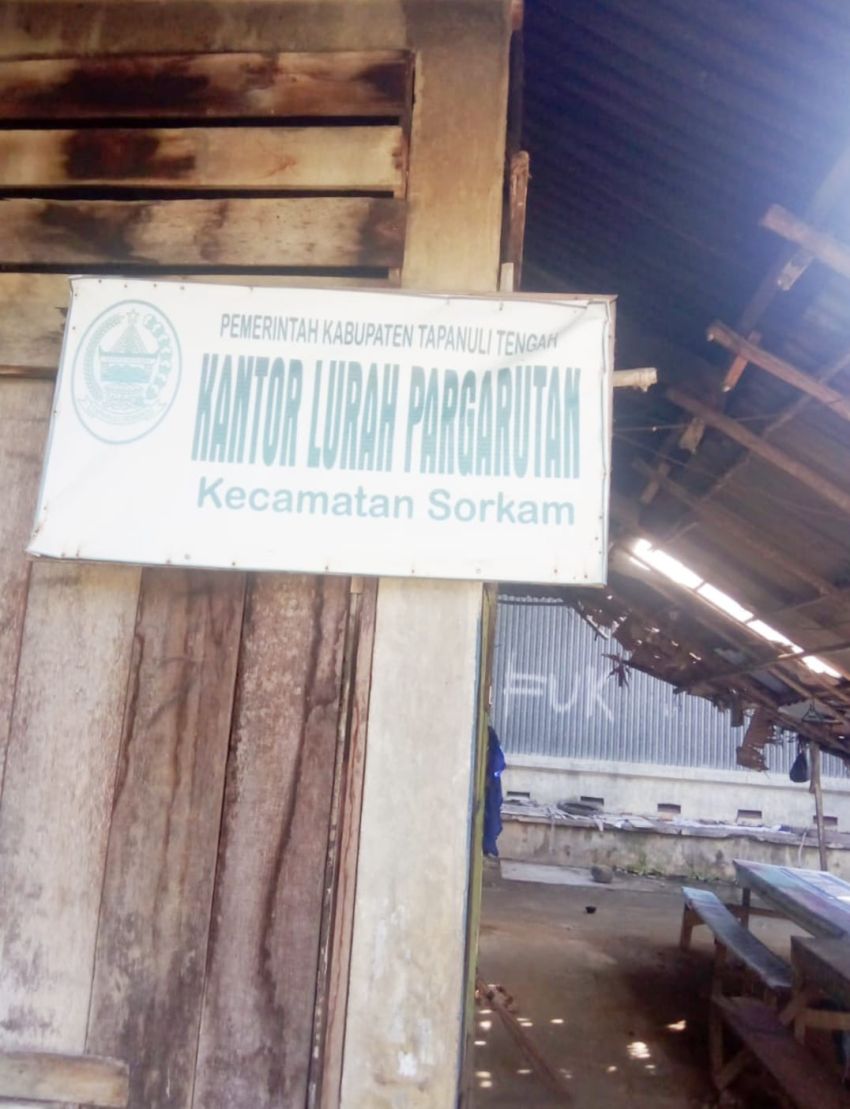 PEMERINTAH KABUPATEN TAPANULI TENGAH
KANTOR LURAH PARGARUTAN
Kecamatan Sorkam
FUK